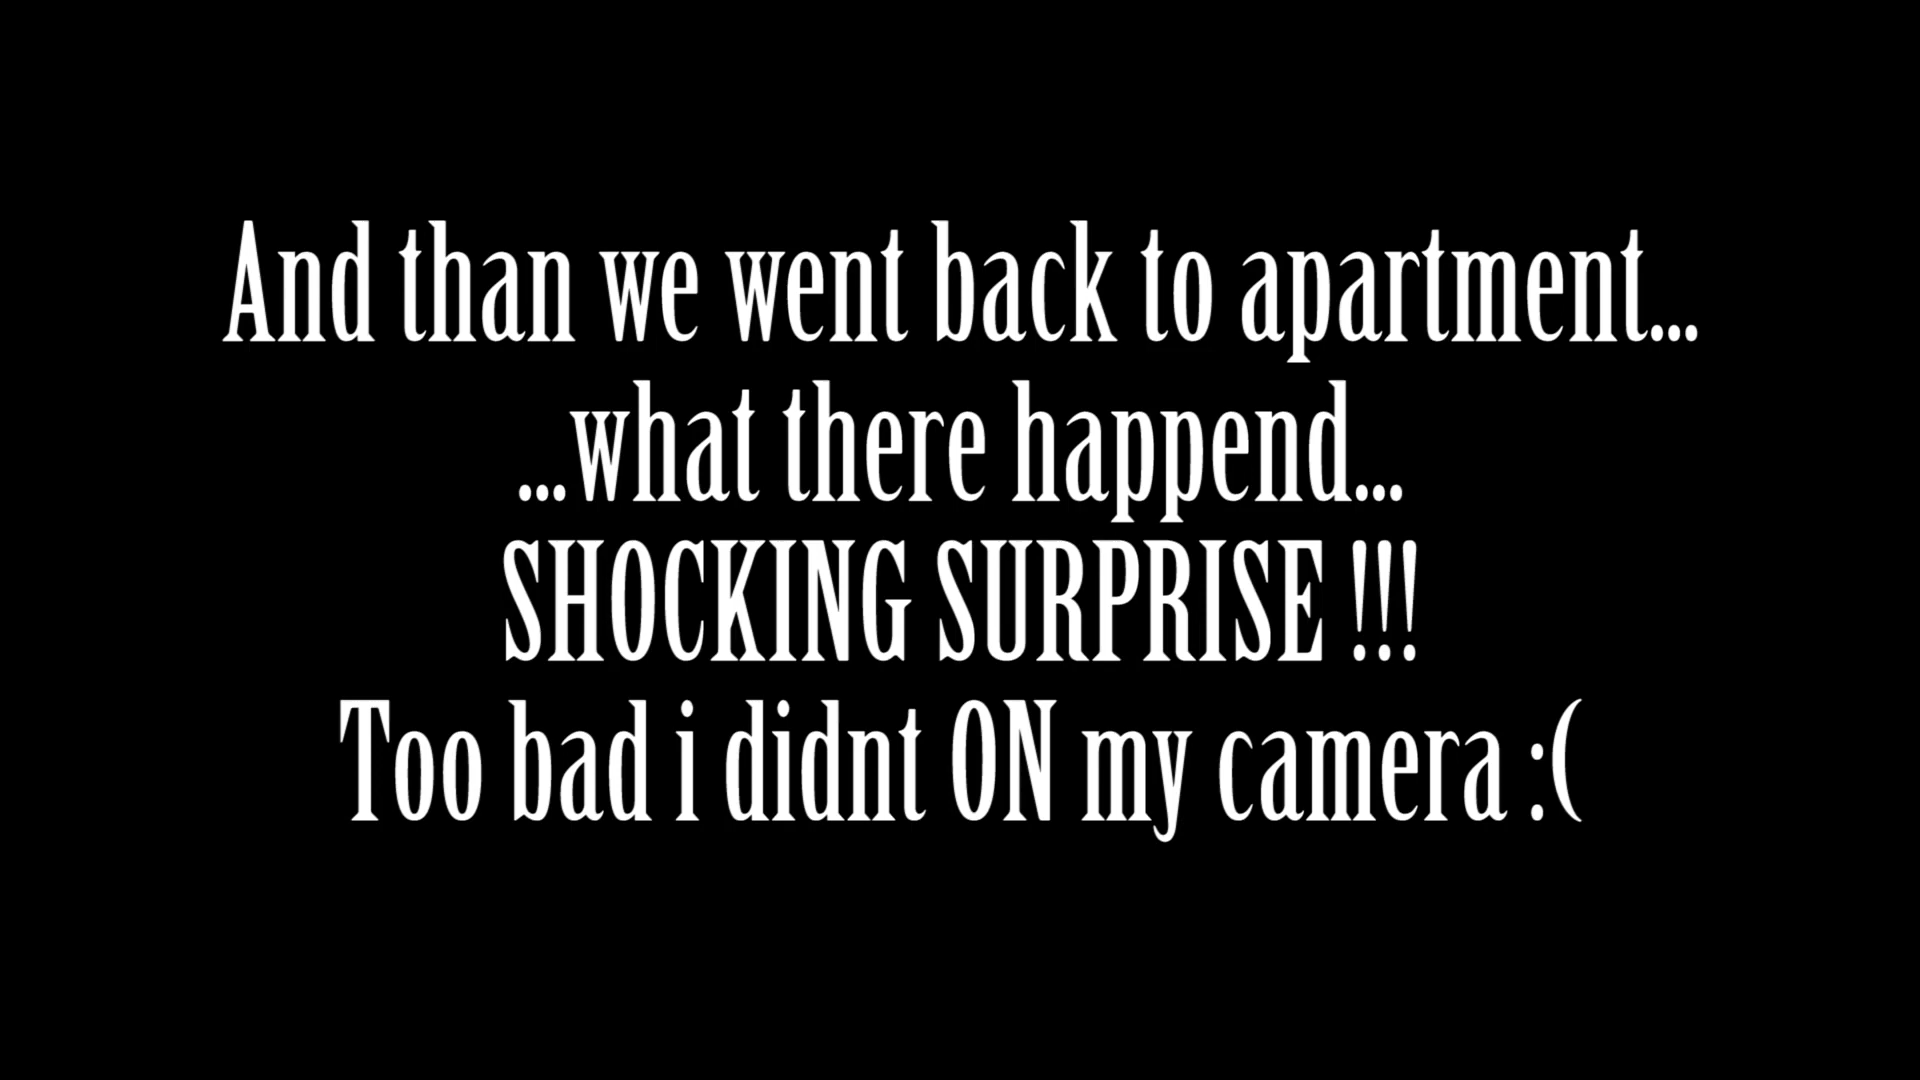 And than we went back to apartment...
...what there happend...
SHOCKING SURPRISE !!!
Too bad i didnt ON my camera :(